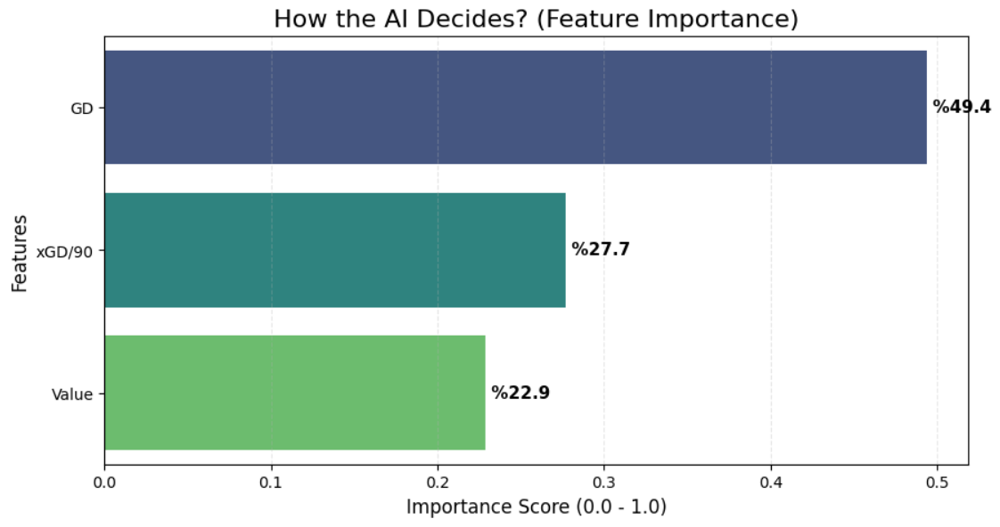 How the AI Decides? (Feature Importance)
GD
%49.4
xGD/90
%27.7
Value
%22.9
Features
0.0
0.1
0.2
0.3
0.4
0.5
Importance Score (0.0 - 1.0)